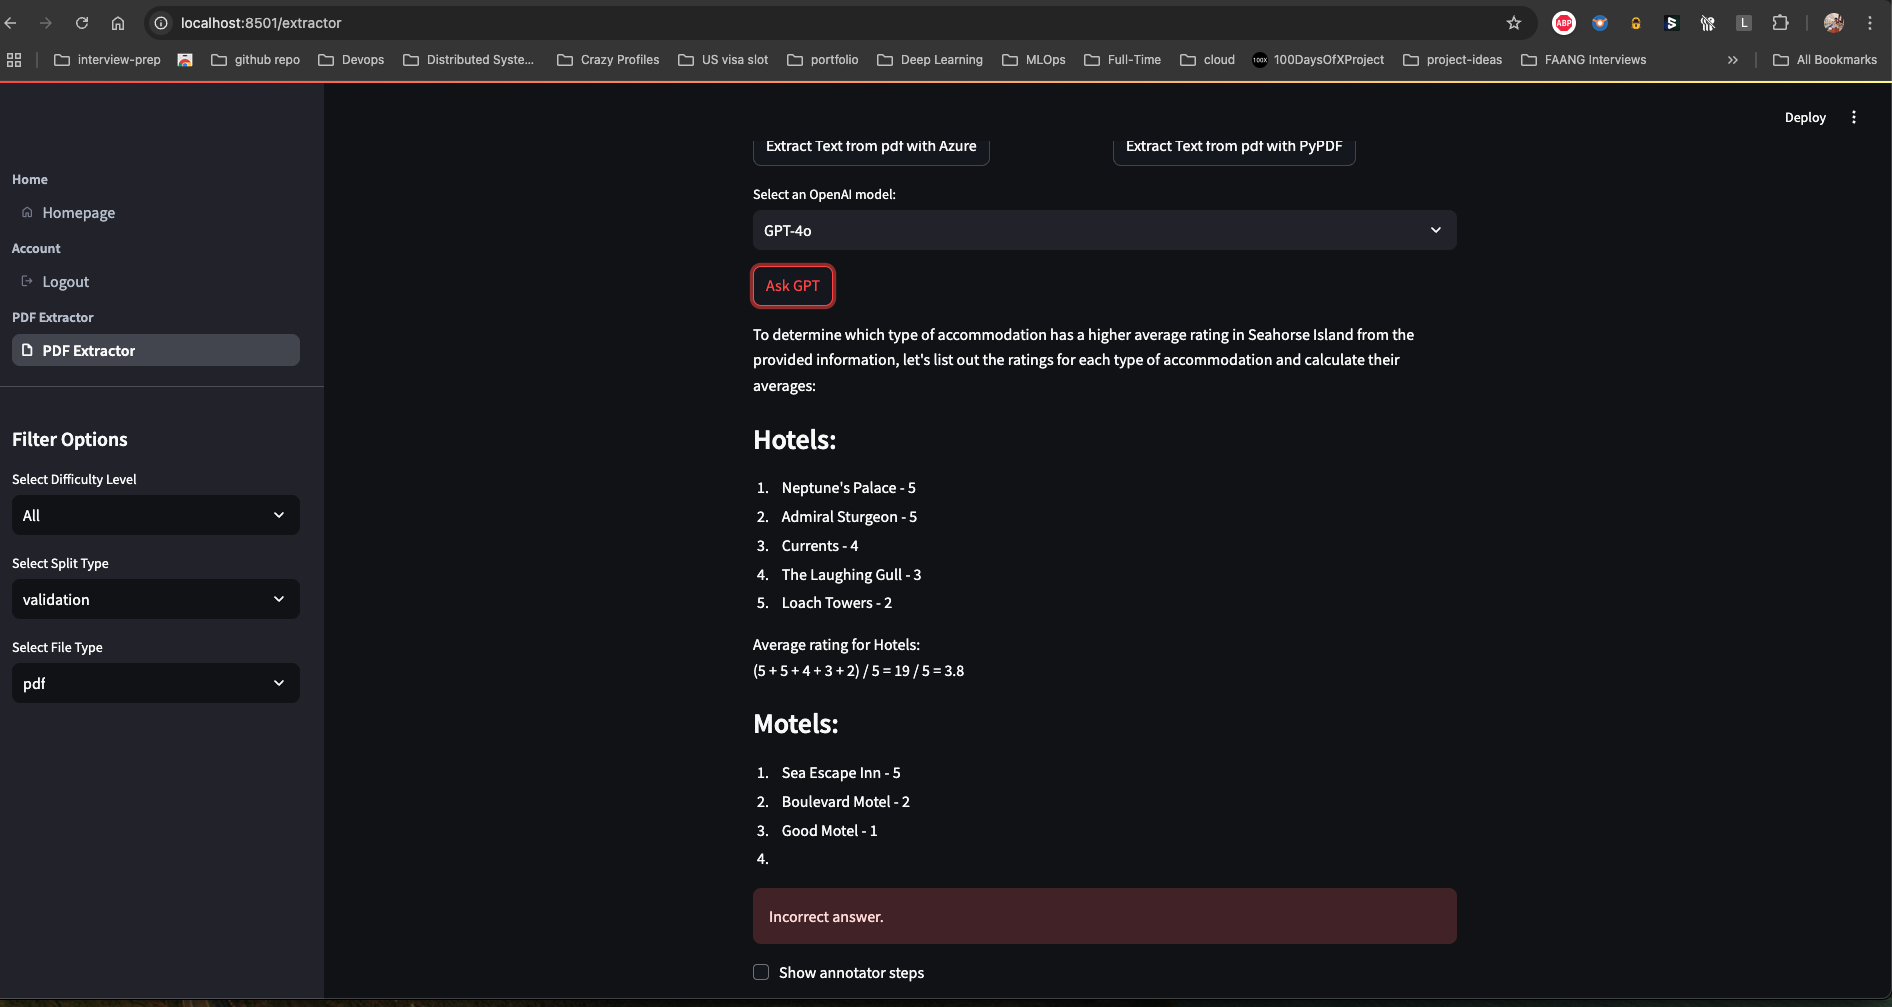 localhost:8501/extractor
ABP
L
interview-prep
github repo
Devops
Distributed Syste...
Crazy Profiles
US visa slot
portfolio
Deep Learning
MLOps
Full-Time
cloud
100X
100DaysOfXProject
project-ideas
FAANG Interviews
All Bookmarks
Deploy
Home
Homepage
Account
Logout
PDF Extractor
PDF Extractor
Filter Options
Select Difficulty Level
All
Select Split Type
validation
Select File Type
pdf
Extract Text from pdf with Azure
Extract Text from pdf with PyPDF
Select an OpenAI model:
GPT-4o
Ask GPT
To determine which type of accommodation has a higher average rating in Seahorse Island from the
provided information, let's list out the ratings for each type of accommodation and calculate their
averages:
Hotels:
1. Neptune's Palace - 5
2. Admiral Sturgeon - 5
3. Currents - 4
4. The Laughing Gull - 3
5. Loach Towers - 2
Average rating for Hotels:
(5 + 5 + 4 + 3 + 2) / 5 = 19 / 5 = 3.8
Motels:
1. Sea Escape Inn - 5
2. Boulevard Motel - 2
3. Good Motel - 1
4.
Incorrect answer.
Show annotator steps